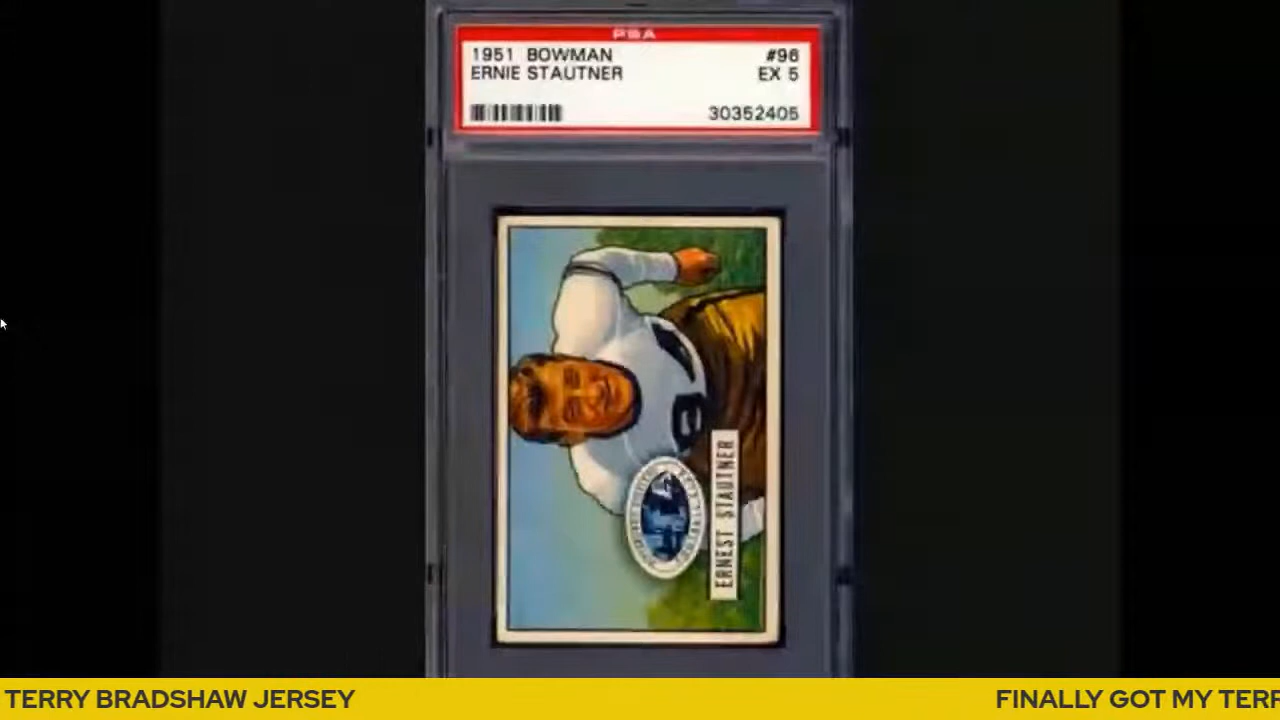 PSA
1951 BOWMAN #96
ERNIE STAUTNER EX 5
30352405
ERNEST STAUTNER
TERRY BRADSHAW JERSEY
FINALLY GOT MY TERR